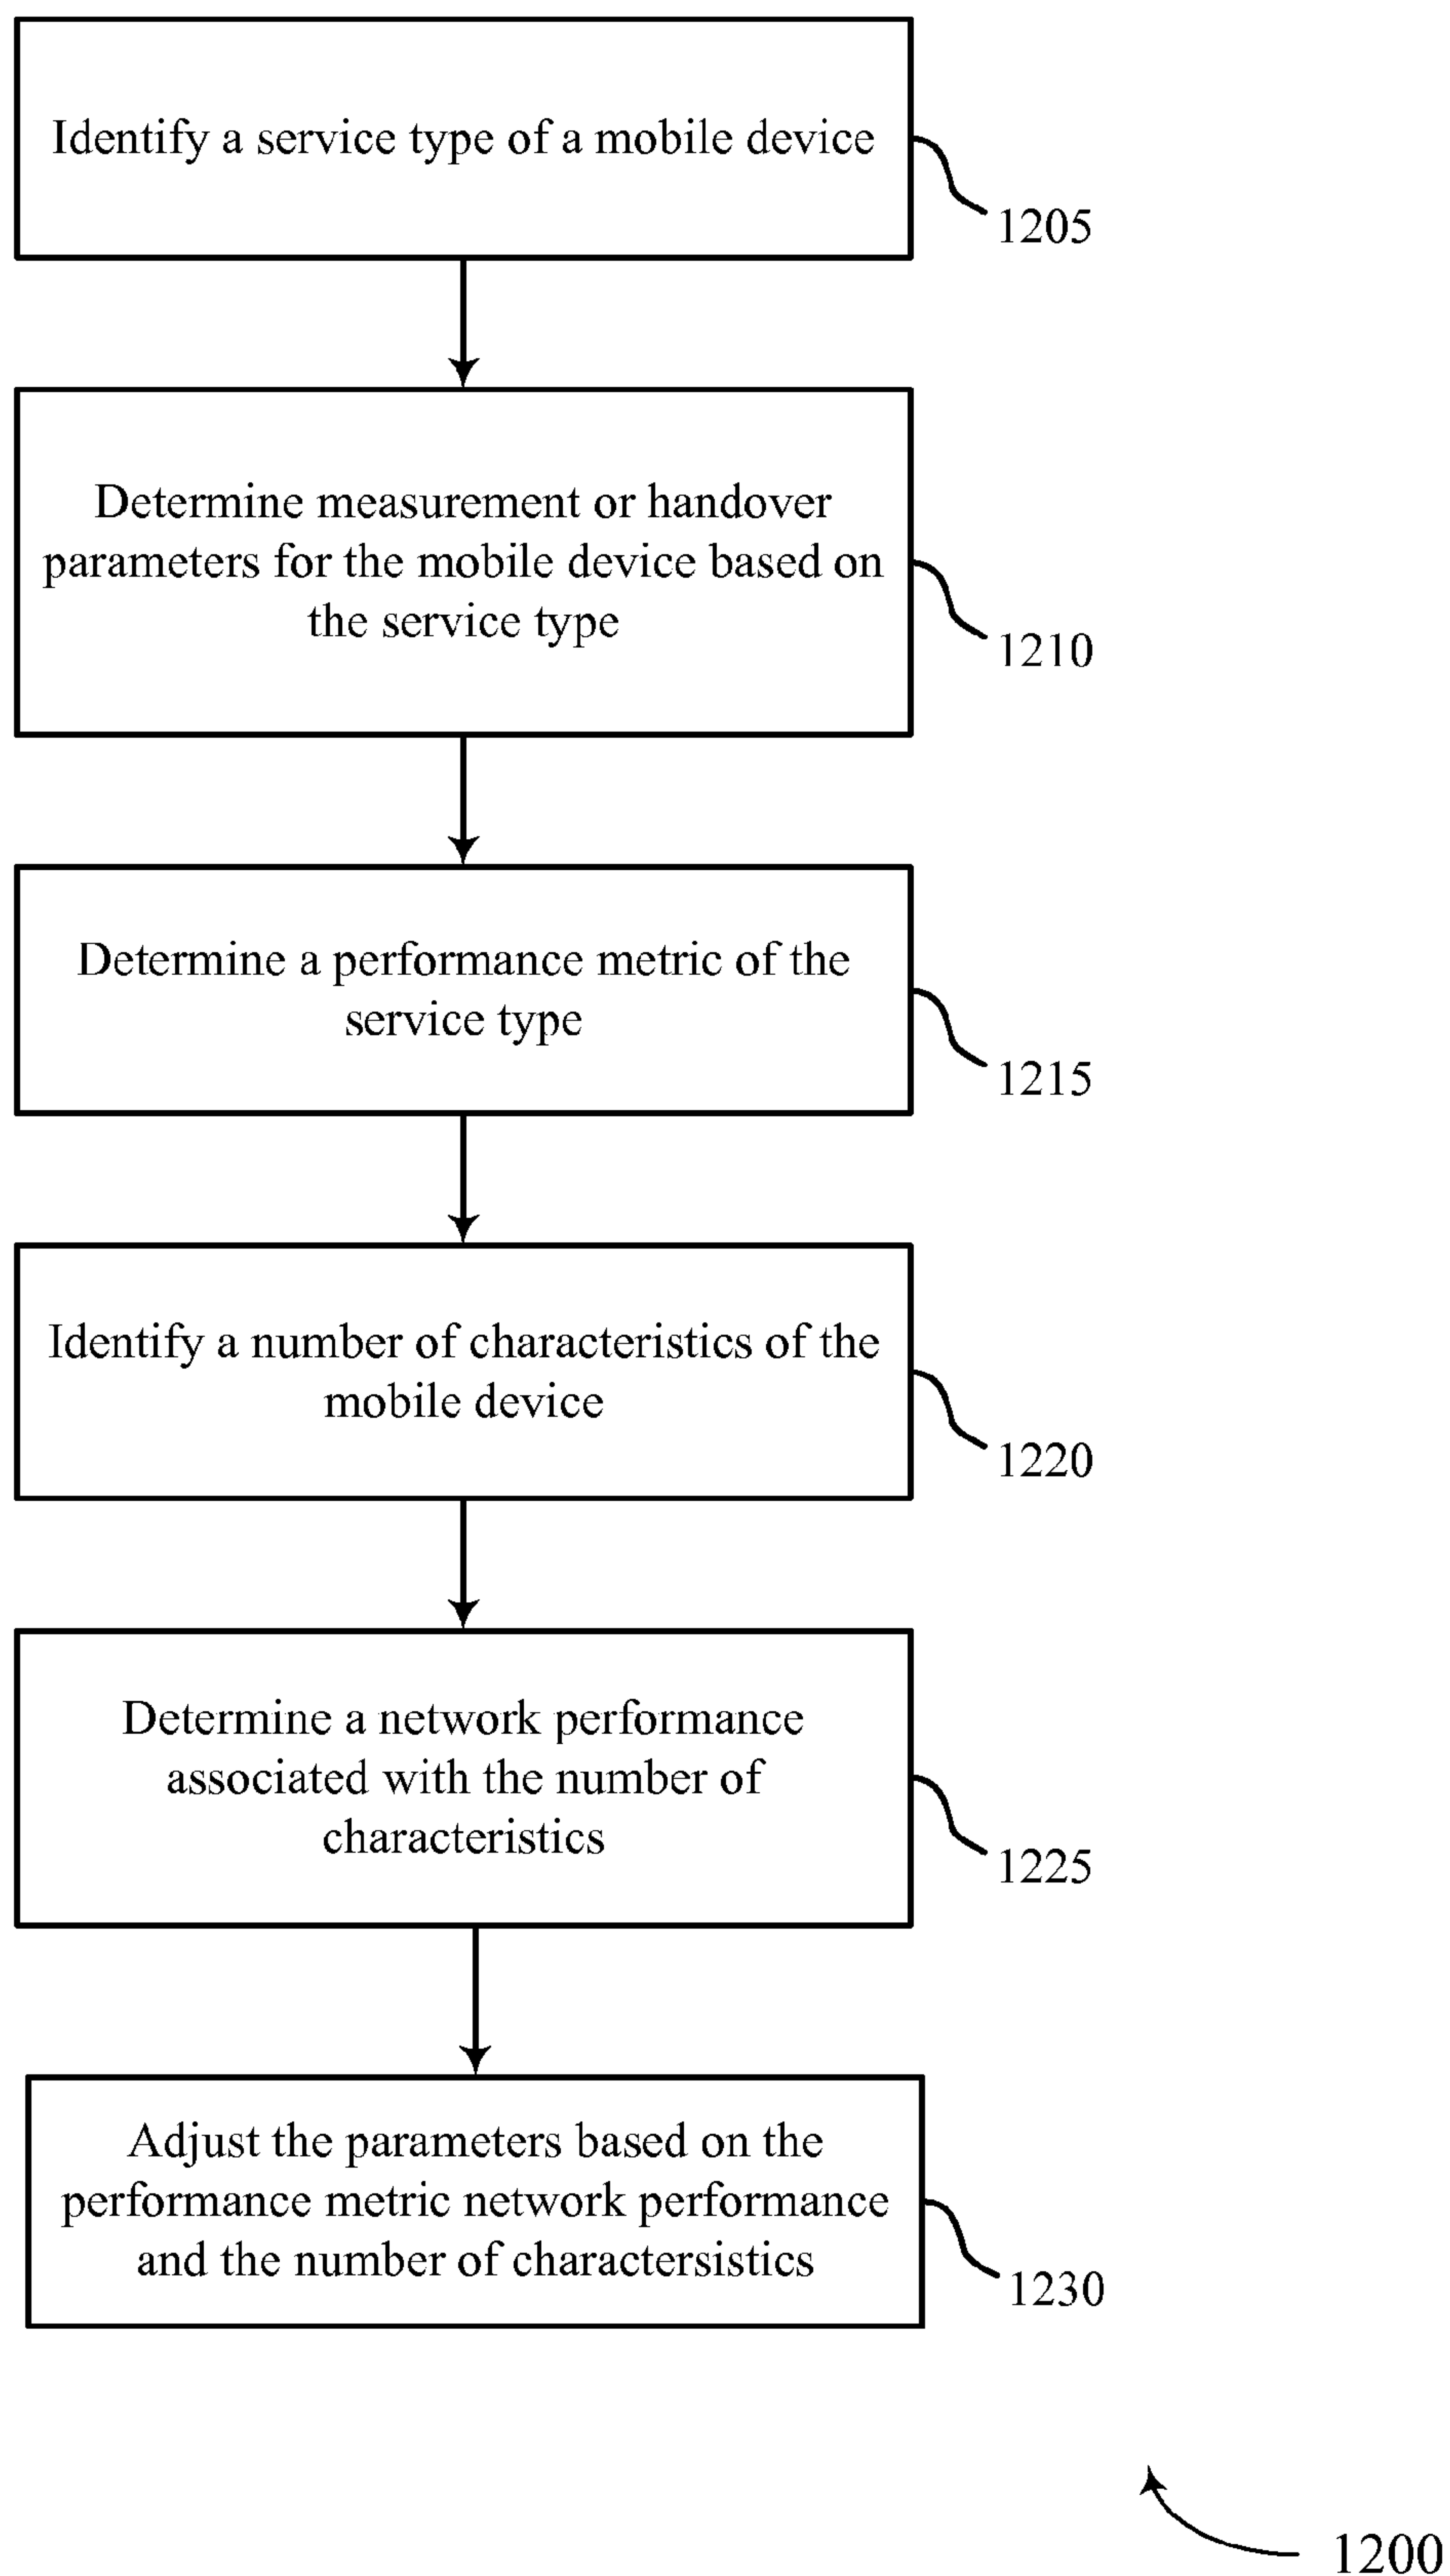 Identify a service type of a mobile device
1205
Determine measurement or handover
parameters for the mobile device based on
the service type
1210
Determine a performance metric of the
service type
1215
Identify a number of characteristics of the
mobile device
1220
Determine a network performance
associated with the number of
characteristics
1225
Adjust the parameters based on the
performance metric network performance
and the number of charactersistics
1230
1200